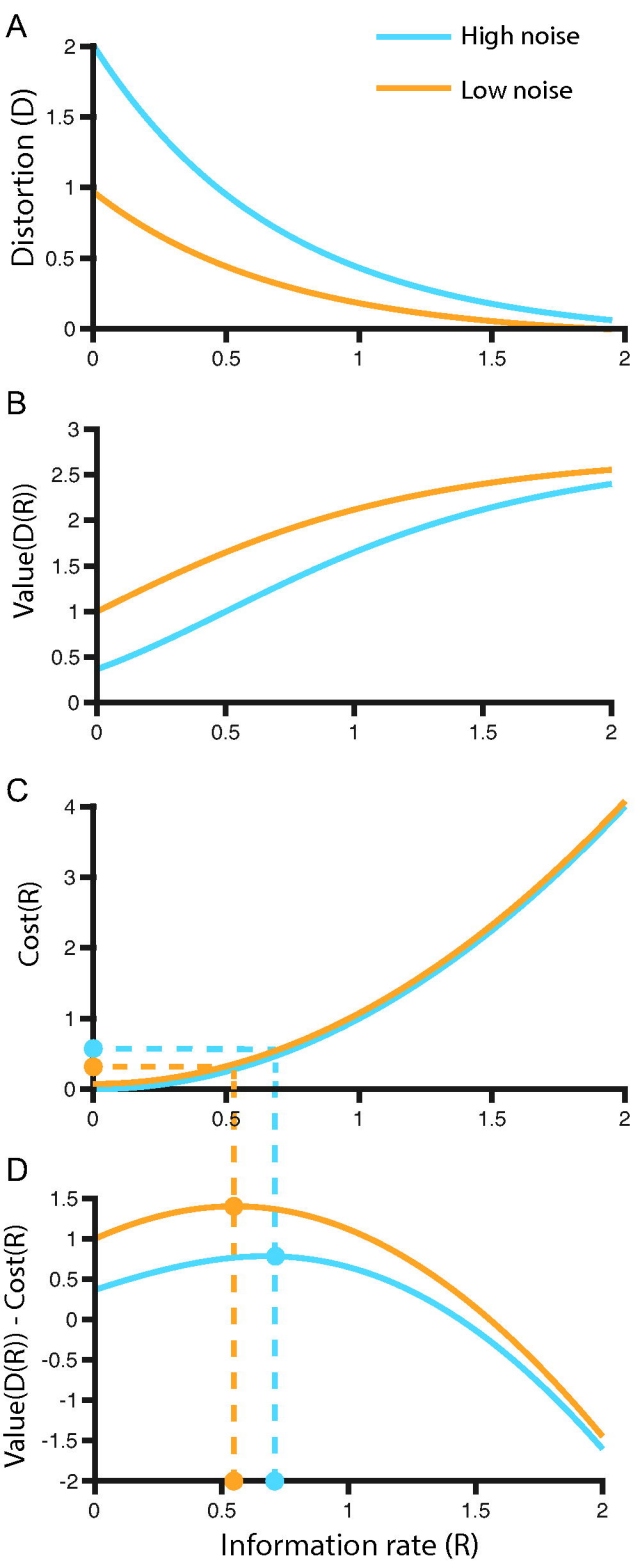 A
High noise
Low noise
Distortion (D)
2
1.5
1
0.5
0
0 0.5 1 1.5 2
B
Value(D(R))
3
2.5
2
1.5
1
0.5
0
0 0.5 1 1.5 2
C
Cost(R)
4
3
2
1
0
0 0.5 1 1.5 2
D
Value(D(R)) - Cost(R
1.5
1
0.5
0
-0.5
-1
-1.5
-2
0 0.5 1 1.5 2
Information rate (R)